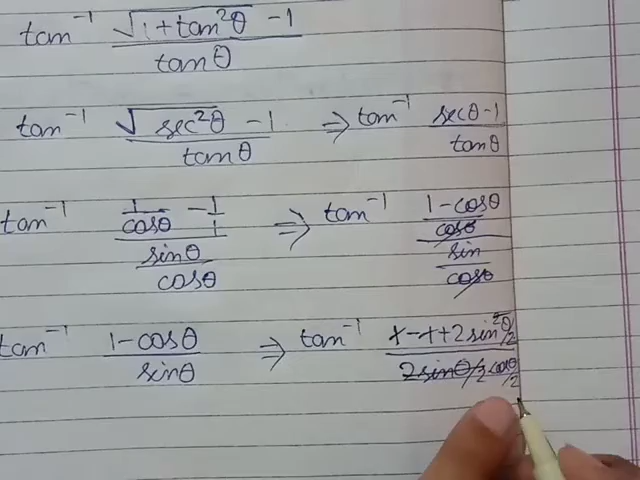 tan⁻¹ (√(1+tan²θ) - 1)/tanθ
tan⁻¹ (√(sec²θ) - 1)/tanθ ⇒ tan⁻¹ (secθ-1)/tanθ
tan⁻¹ (1/cosθ - 1/1)/(sinθ/cosθ) ⇒ tan⁻¹ ((1-cosθ)/cosθ)/(sin/cosθ)
tan⁻¹ (1-cosθ)/sinθ ⇒ tan⁻¹ (1-1+2sin²θ/2)/(2sinθ/2 cosθ/2)